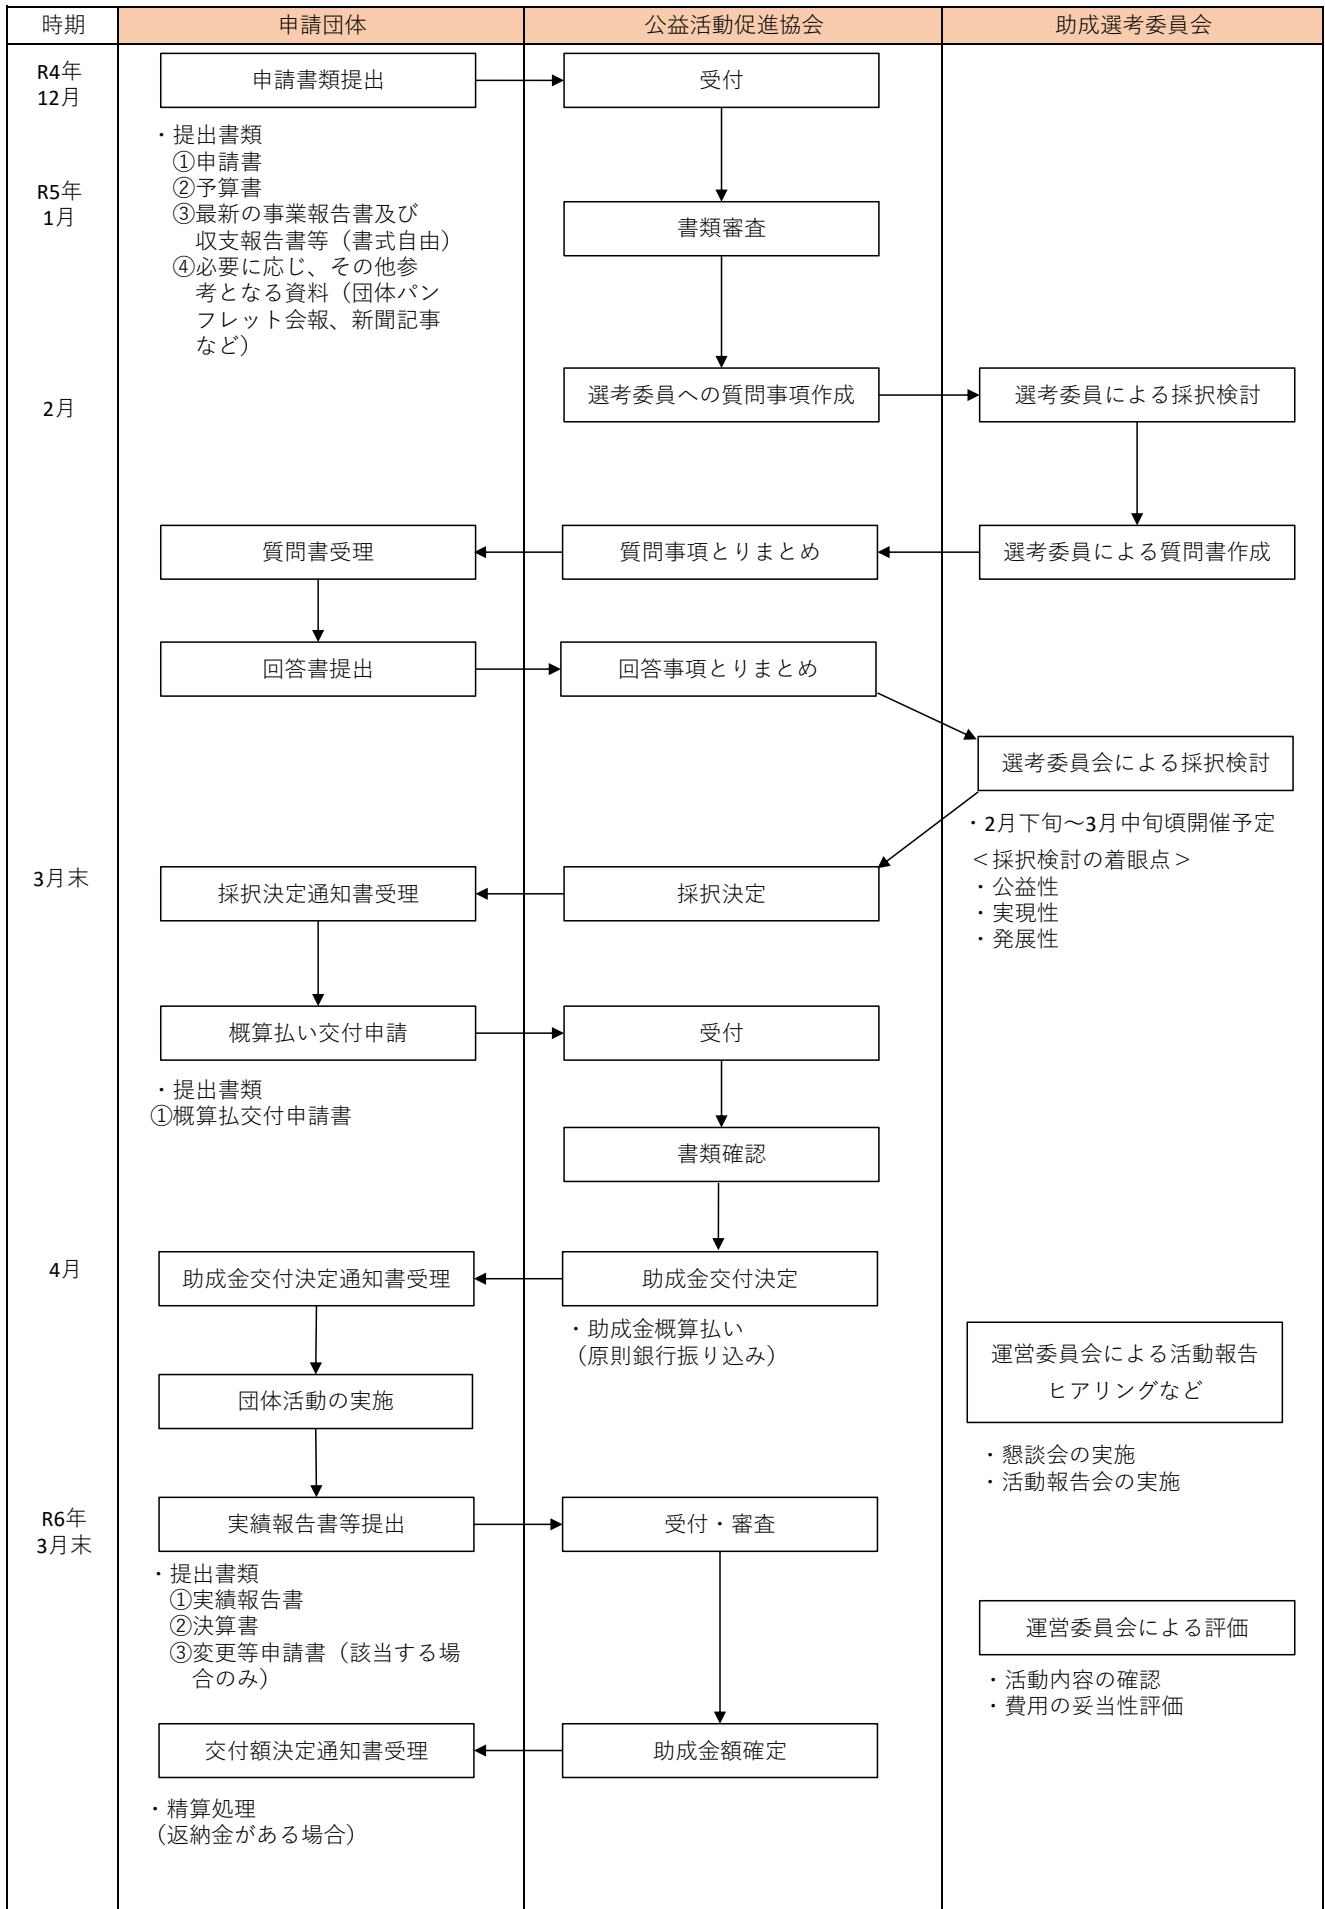 時期
申請団体
公益活動促進協会
助成選考委員会
R4年
12月
申請書類提出
受付
・提出書類
①申請書
②予算書
③最新の事業報告書及び
収支報告書等（書式自由）
④必要に応じ、その他参
考となる資料（団体パン
フレット会報、新聞記事
など）
R5年
1月
書類審査
2月
選考委員への質問事項作成
選考委員による採択検討
質問書受理
質問事項とりまとめ
選考委員による質問書作成
回答書提出
回答事項とりまとめ
選考委員会による採択検討
・2月下旬～3月中旬頃開催予定
＜採択検討の着眼点＞
・公益性
・実現性
・発展性
3月末
採択決定通知書受理
採択決定
概算払い交付申請
受付
・提出書類
①概算払交付申請書
書類確認
4月
助成金交付決定通知書受理
助成金交付決定
・助成金概算払い
（原則銀行振り込み）
運営委員会による活動報告
ヒアリングなど
団体活動の実施
・懇談会の実施
・活動報告会の実施
R6年
3月末
実績報告書等提出
受付・審査
・提出書類
①実績報告書
②決算書
③変更等申請書（該当する場
合のみ）
運営委員会による評価
・活動内容の確認
・費用の妥当性評価
交付額決定通知書受理
助成金額確定
・精算処理
（返納金がある場合）